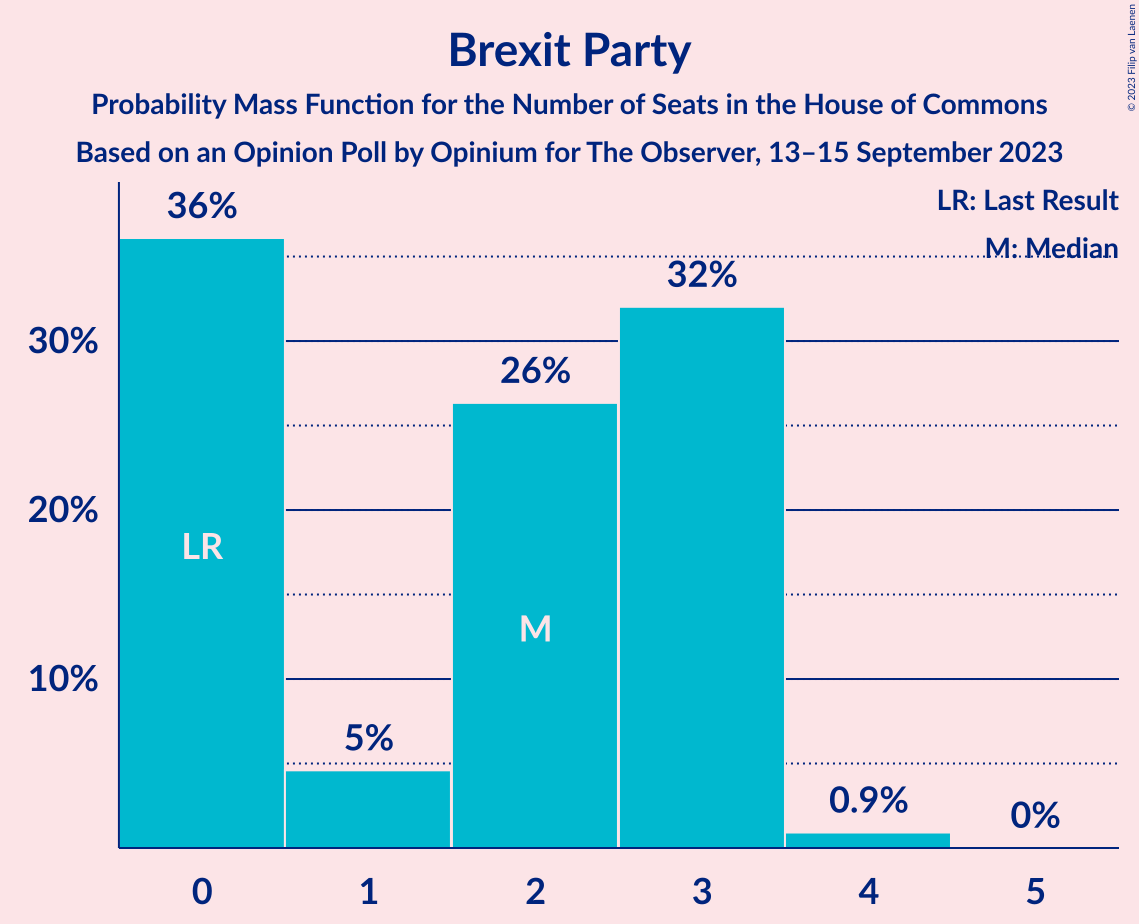 Brexit Party
Probability Mass Function for the Number of Seats in the House of Commons
Based on an Opinion Poll by Opinium for The Observer, 13–15 September 2023
© 2023 Filip van Laenen
LR: Last Result
M: Median
36%
32%
30%
26%
20%
LR
M
10%
5%
0.9%
0%
0
1
2
3
4
5